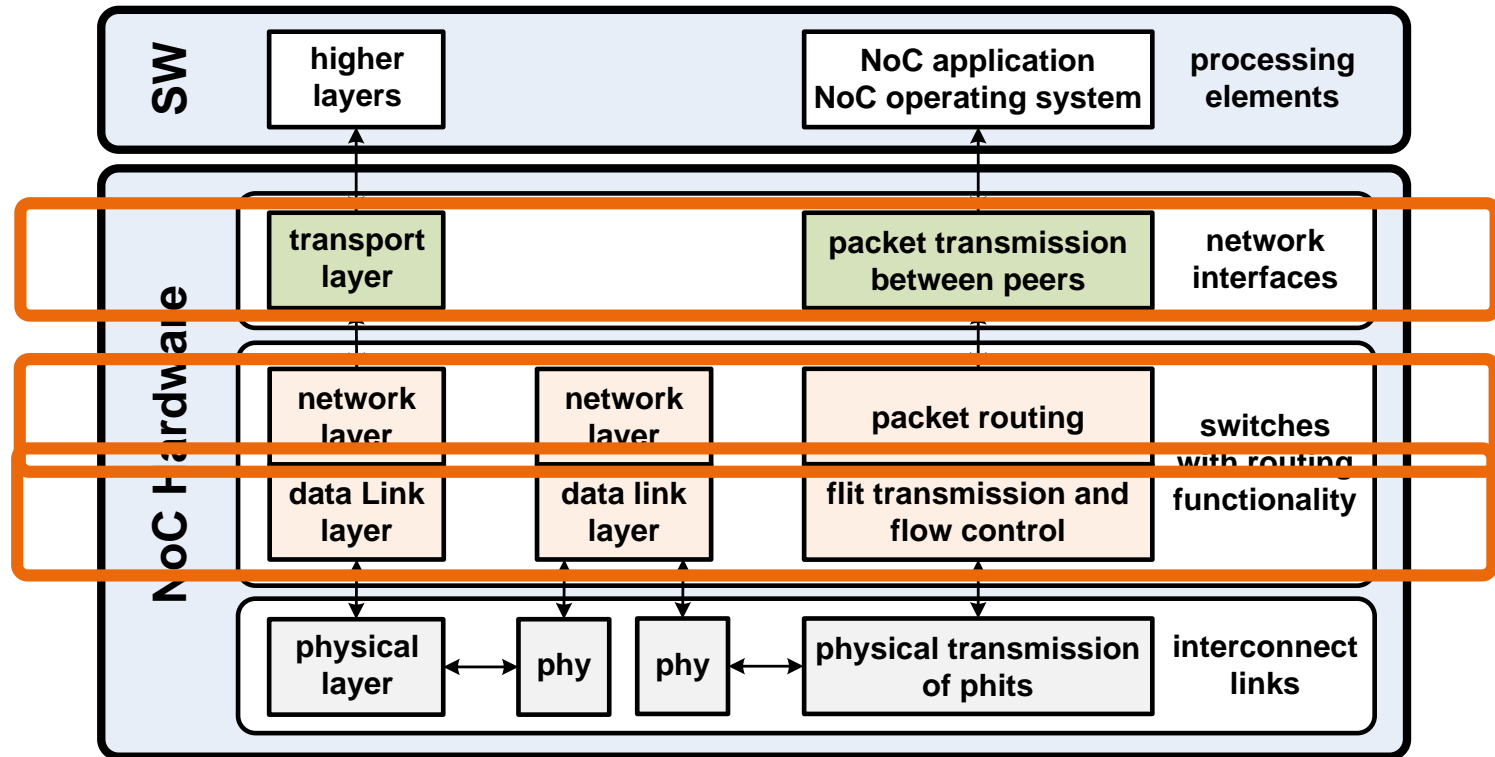 SW
higher
layers
NoC application
NoC operating system
processing
elements
NoC Hardware
transport
layer
packet transmission
between peers
network
interfaces
network
layer
network
layer
packet routing
switches
with routing
functionality
data Link
layer
data link
layer
flit transmission and
flow control
physical
layer
phy
phy
physical transmission
of phits
interconnect
links